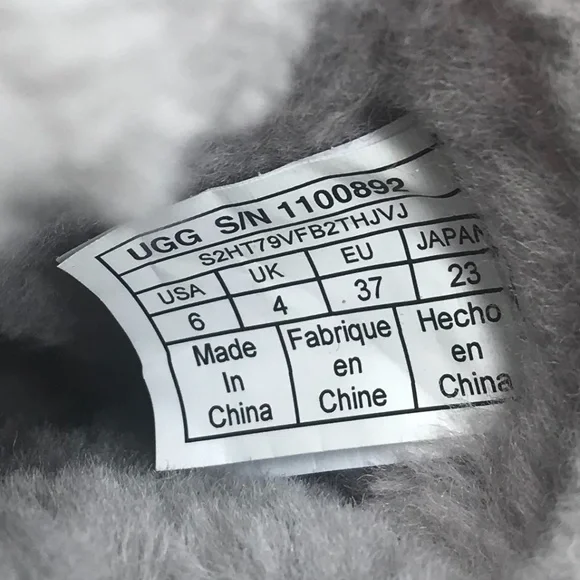 UGG S/N 1100892
S2HT79VFB2THJVJ
USA UK EU JAPAN
6 4 37 23
Made Fabrique Hecho
In en en
China Chine China